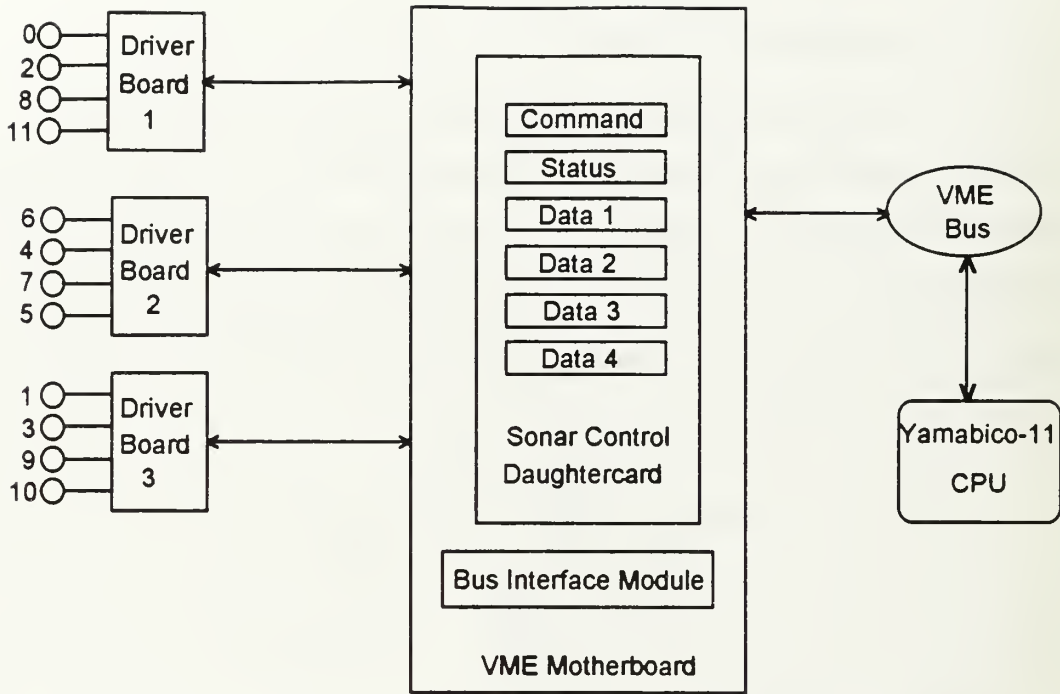 0
2
8
11
Driver
Board
1
6
4
7
5
Driver
Board
2
1
3
9
10
Driver
Board
3
Command
Status
Data 1
Data 2
Data 3
Data 4
Sonar Control
Daughtercard
Bus Interface Module
VME Motherboard
VME
Bus
Yamabico-11
CPU